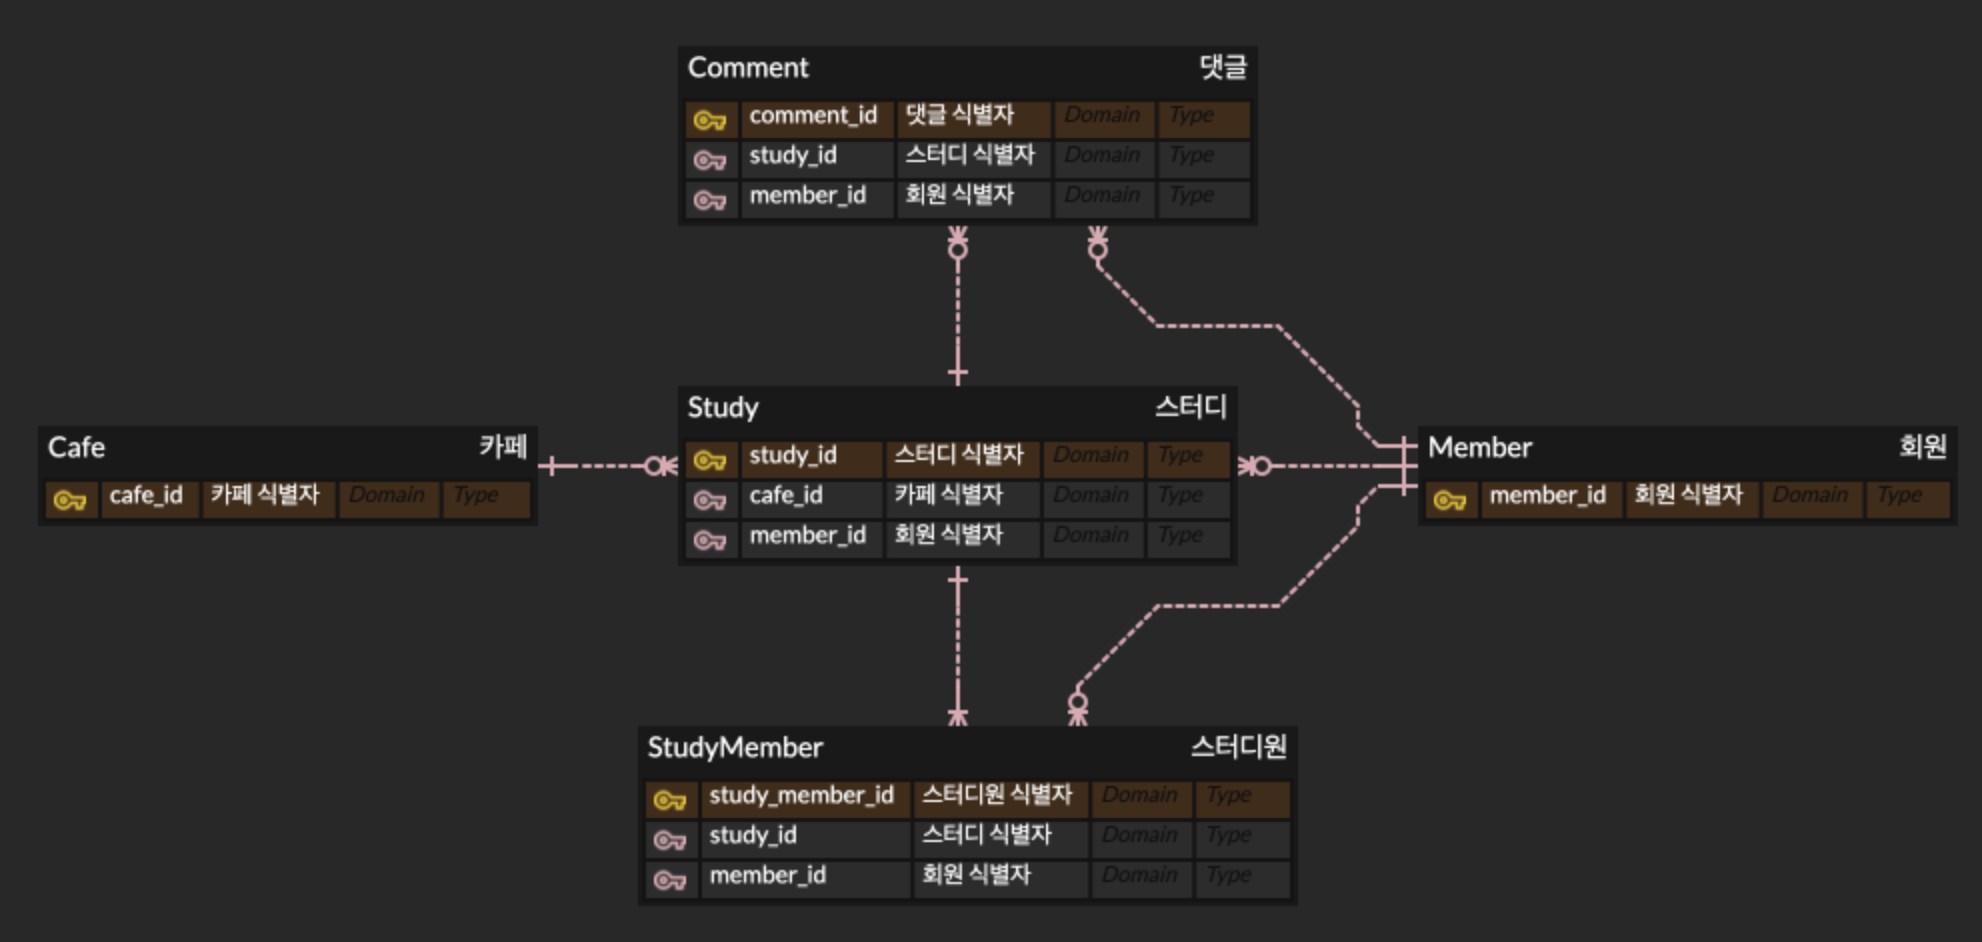 Comment 댓글
comment_id 댓글 식별자 Domain Type
study_id 스터디 식별자 Domain Type
member_id 회원 식별자 Domain Type
Cafe 카페
cafe_id 카페 식별자 Domain Type
Study 스터디
study_id 스터디 식별자 Domain Type
cafe_id 카페 식별자 Domain Type
member_id 회원 식별자 Domain Type
Member 회원
member_id 회원 식별자 Domain Type
StudyMember 스터디원
study_member_id 스터디원 식별자 Domain Type
study_id 스터디 식별자 Domain Type
member_id 회원 식별자 Domain Type